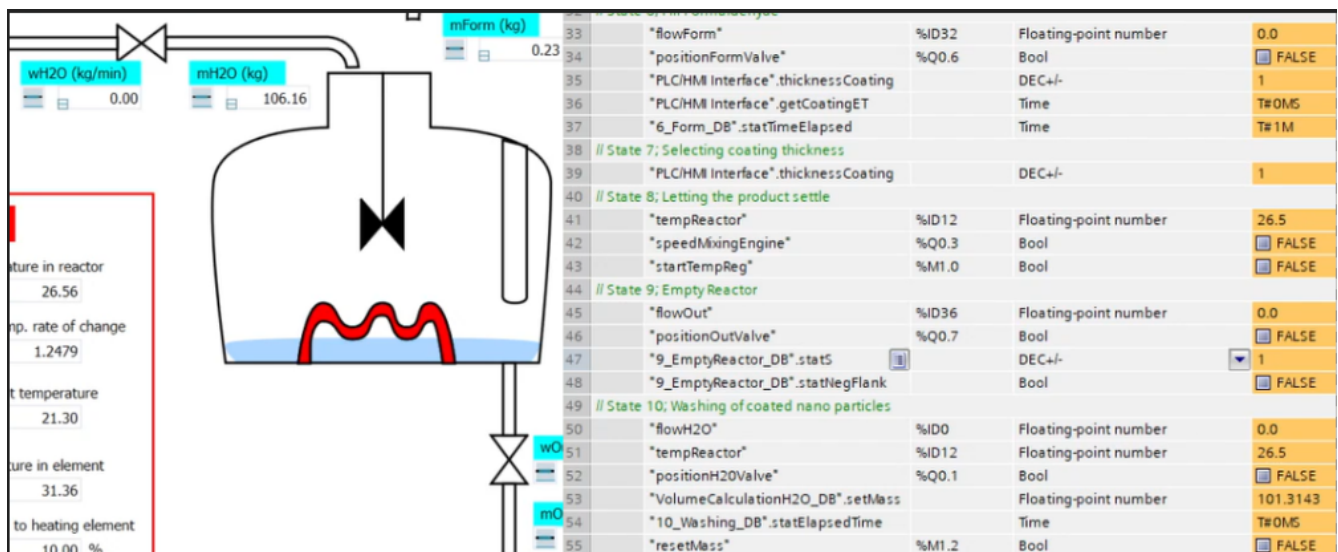 mForm (kg)
0.23
wH2O (kg/min)
0.00
mH2O (kg)
106.16
ture in reactor
26.56
mp. rate of change
1.2479
t temperature
21.30
ture in element
31.36
to heating element
10.00 %
wO
mO
33 "flowForm" %ID32 Floating-point number 0.0
34 "positionFormValve" %Q0.6 Bool FALSE
35 "PLC/HMI Interface".thicknessCoating DEC+/- 1
36 "PLC/HMI Interface".getCoatingET Time T#0MS
37 "6_Form_DB".statTimeElapsed Time T#1M
38 // State 7; Selecting coating thickness
39 "PLC/HMI Interface".thicknessCoating DEC+/- 1
40 // State 8; Letting the product settle
41 "tempReactor" %ID12 Floating-point number 26.5
42 "speedMixingEngine" %Q0.3 Bool FALSE
43 "startTempReg" %M1.0 Bool FALSE
44 // State 9; Empty Reactor
45 "flowOut" %ID36 Floating-point number 0.0
46 "positionOutValve" %Q0.7 Bool FALSE
47 "9_EmptyReactor_DB".statS DEC+/- 1
48 "9_EmptyReactor_DB".statNegFlank Bool FALSE
49 // State 10; Washing of coated nano particles
50 "flowH2O" %ID0 Floating-point number 0.0
51 "tempReactor" %ID12 Floating-point number 26.5
52 "positionH20Valve" %Q0.1 Bool FALSE
53 "VolumeCalculationH2O_DB".setMass Floating-point number 101.3143
54 "10_Washing_DB".statElapsedTime Time T#0MS
55 "resetMass" %M1.2 Bool FALSE